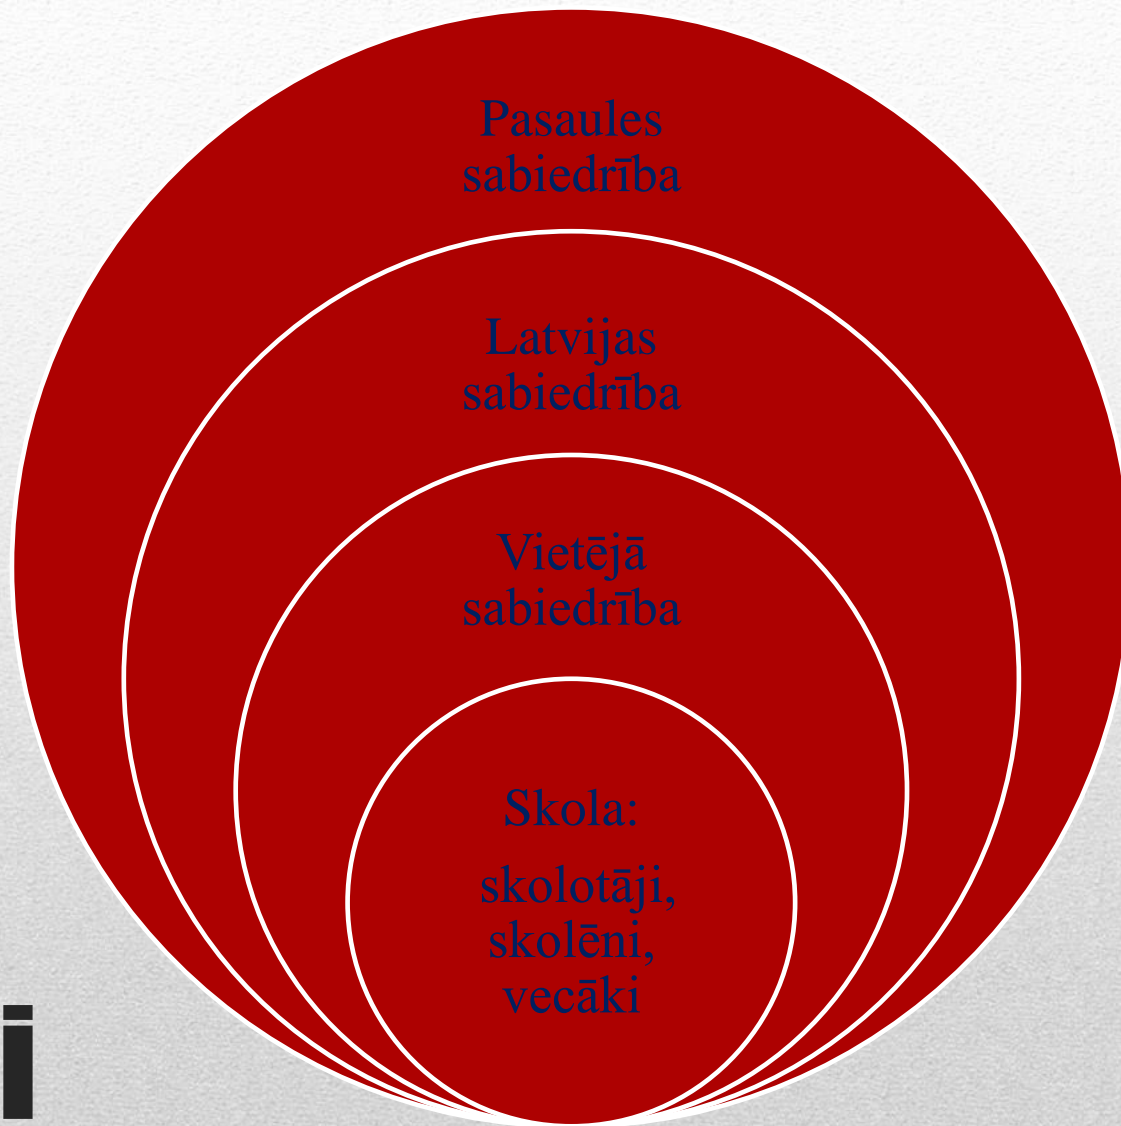 Pasaules
sabiedrība
Latvijas
sabiedrība
Vietējā
sabiedrība
Skola:
skolotāji,
skolēni,
vecāki
i